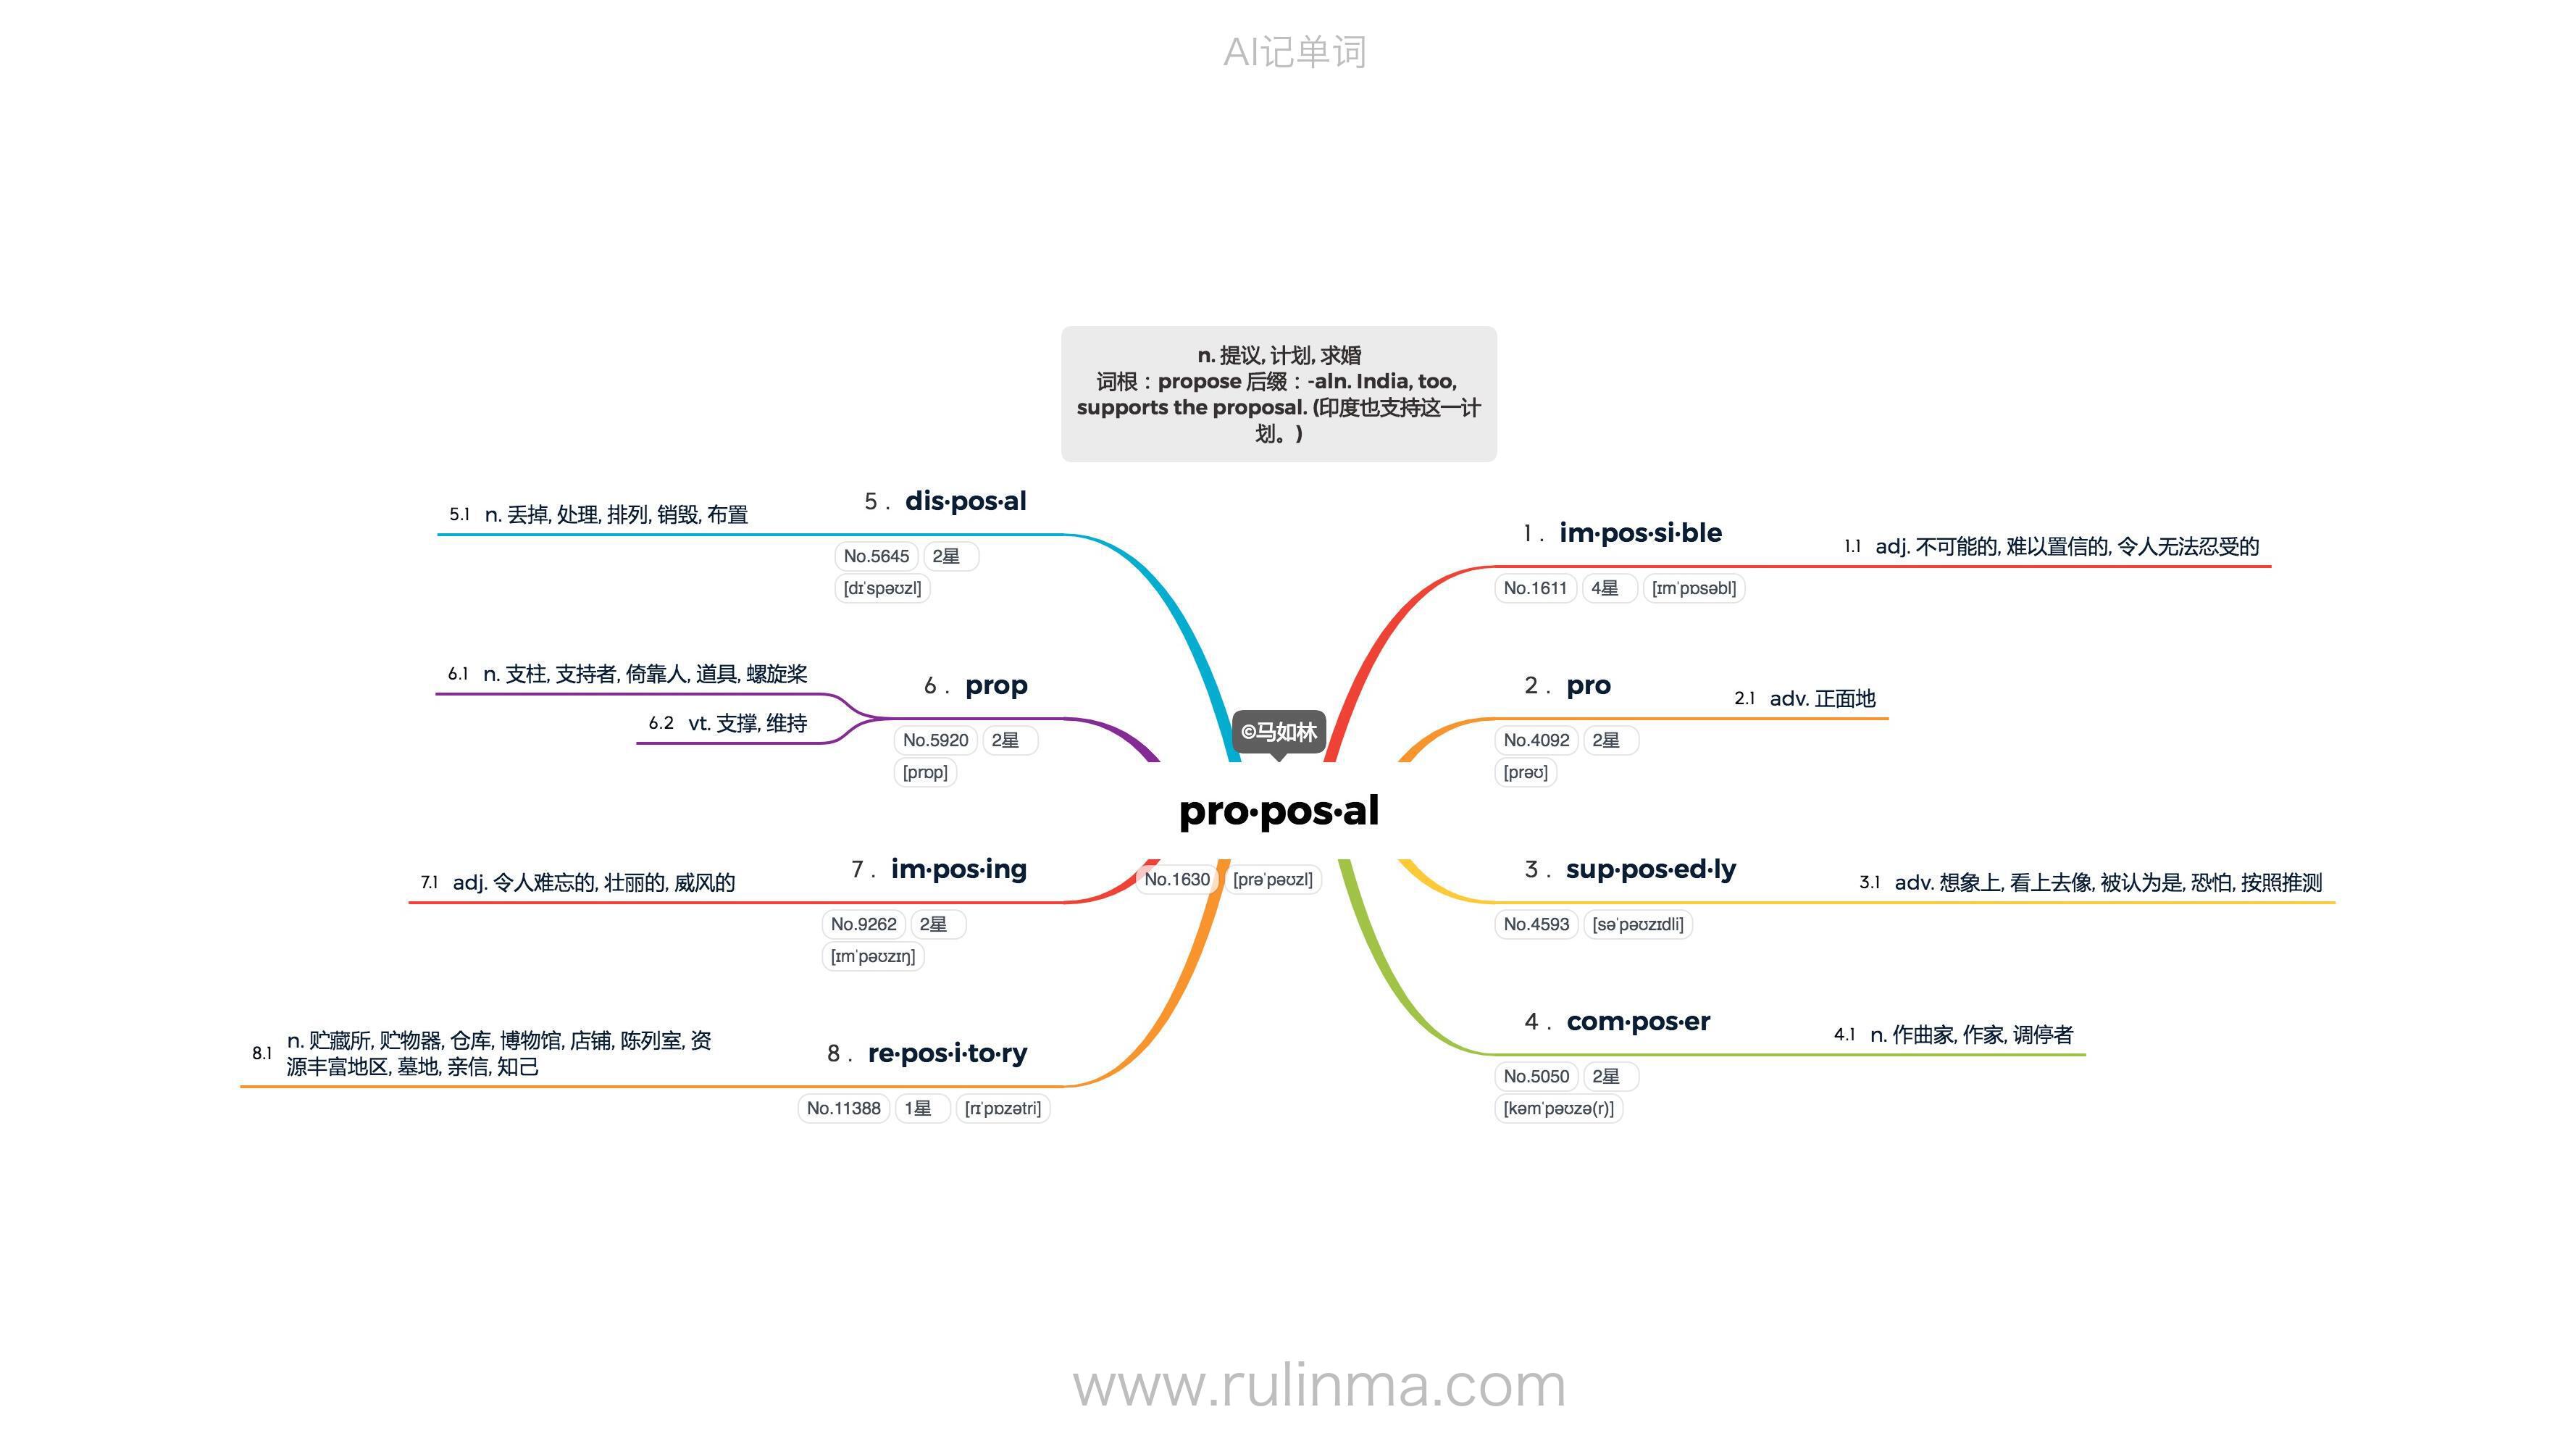 AI记单词
n. 提议, 计划, 求婚
词根：propose 后缀：-aln. India, too,
supports the proposal. (印度也支持这一计
划。)
©马如林
pro·pos·al
No.1630 [prəˈpəʊzl]
1 . im·pos·si·ble
No.1611 4星 [ɪmˈpɒsəbl]
1.1 adj. 不可能的, 难以置信的, 令人无法忍受的
2 . pro
No.4092 2星
[prəʊ]
2.1 adv. 正面地
3 . sup·pos·ed·ly
No.4593 [səˈpəʊzɪdli]
3.1 adv. 想象上, 看上去像, 被认为是, 恐怕, 按照推测
4 . com·pos·er
No.5050 2星
[kəmˈpəʊzə(r)]
4.1 n. 作曲家, 作家, 调停者
5 . dis·pos·al
No.5645 2星
[dɪˈspəʊzl]
5.1 n. 丢掉, 处理, 排列, 销毁, 布置
6 . prop
No.5920 2星
[prɒp]
6.1 n. 支柱, 支持者, 倚靠人, 道具, 螺旋桨
6.2 vt. 支撑, 维持
7 . im·pos·ing
No.9262 2星
[ɪmˈpəʊzɪŋ]
7.1 adj. 令人难忘的, 壮丽的, 威风的
8 . re·pos·i·to·ry
No.11388 1星 [rɪˈpɒzətri]
8.1 n. 贮藏所, 贮物器, 仓库, 博物馆, 店铺, 陈列室, 资
源丰富地区, 墓地, 亲信, 知己
www.rulinma.com